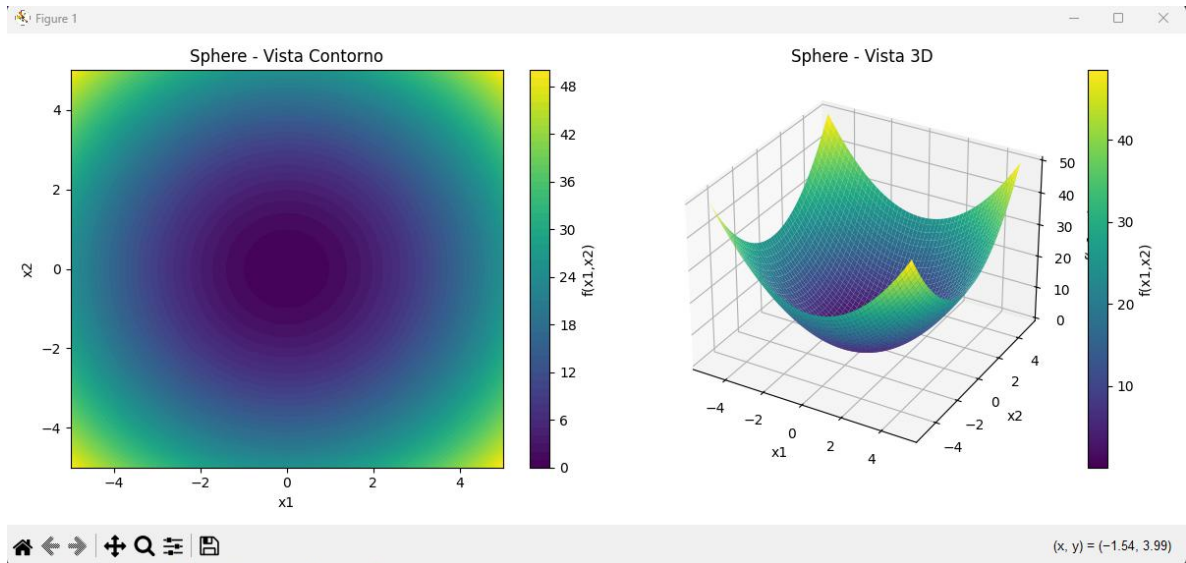 Figure 1
Sphere - Vista Contorno
4
2
0
−2
−4
x2
−4 −2 0 2 4
x1
48
42
36
30
24
18
12
6
0
f(x1,x2)
Sphere - Vista 3D
50
40
30
20
10
0
−4 −2 0 2 4
x1
4
2
0
−2
−4
x2
40
30
20
10
f(x1,x2)
(x, y) = (−1.54, 3.99)